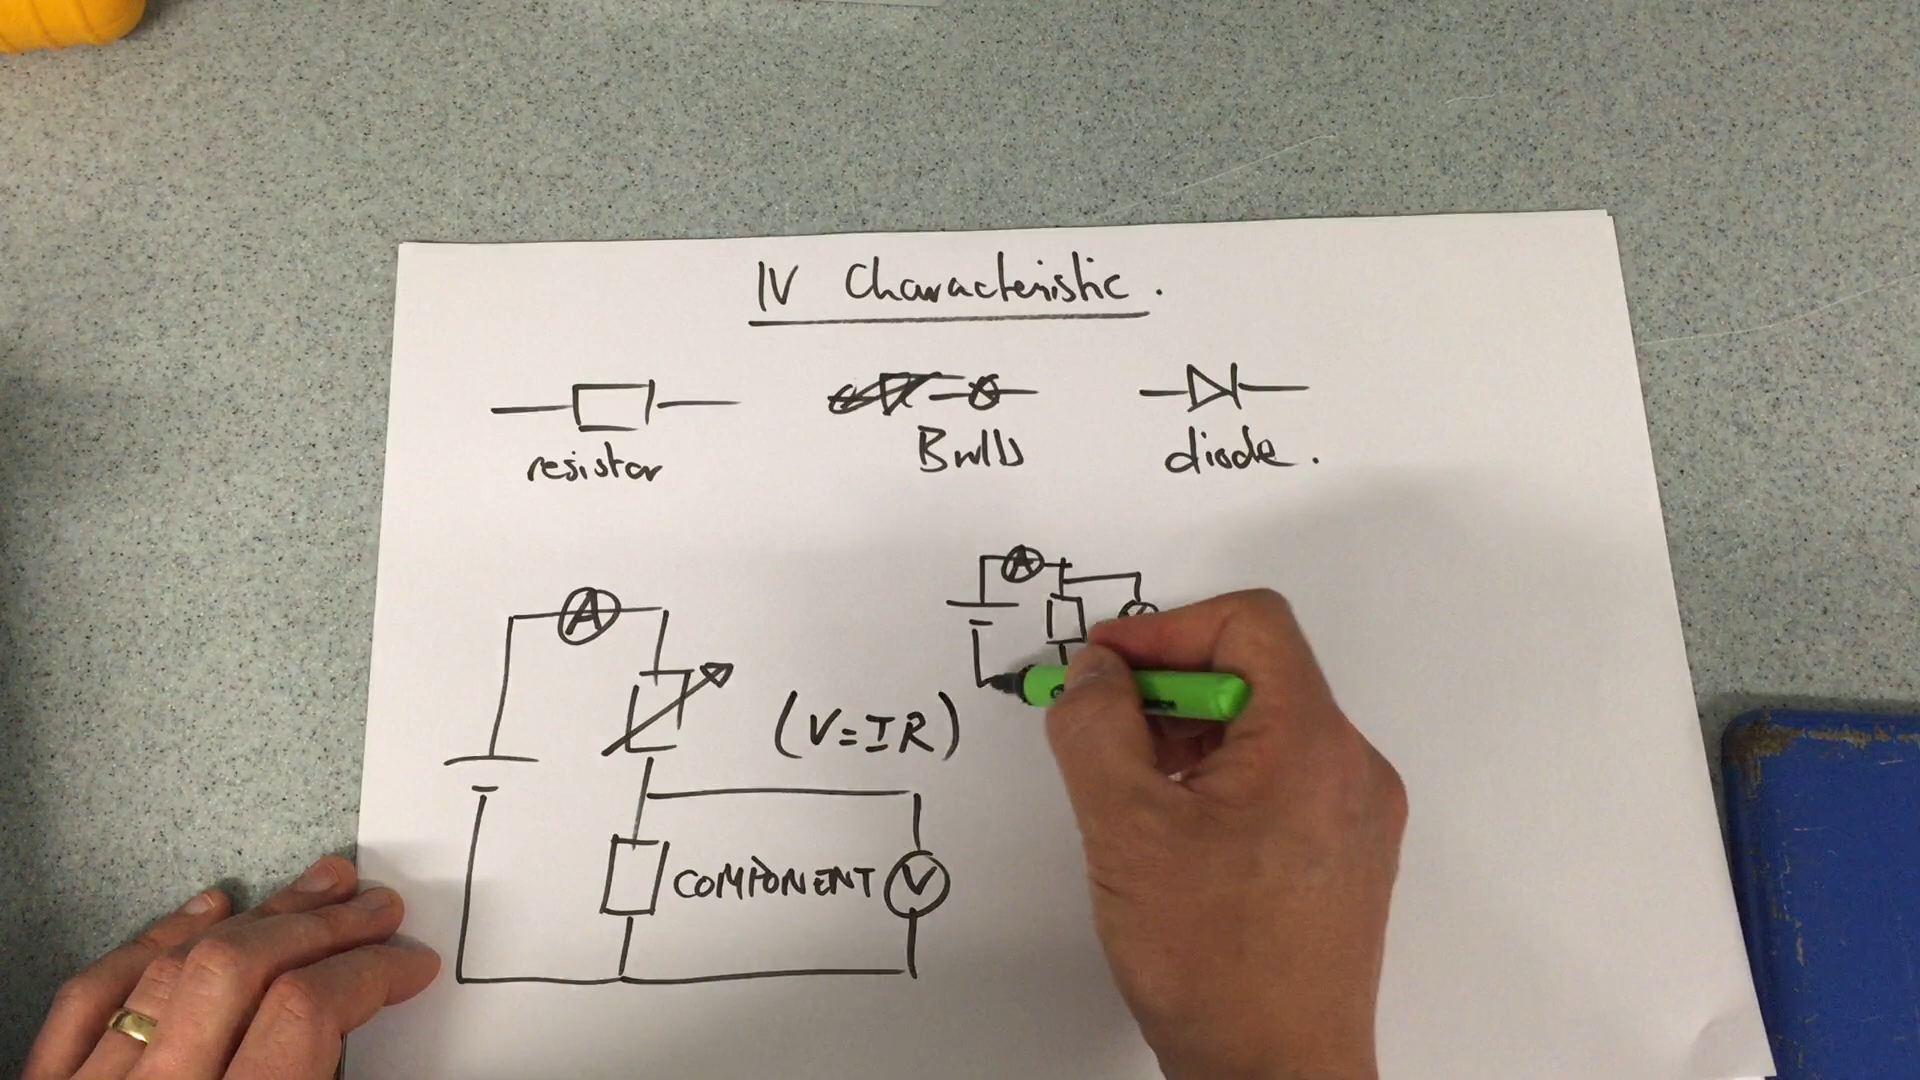 IV Characteristic.
resistor
Bulb
diode.
A
A
(V=IR)
COMPONENT
V